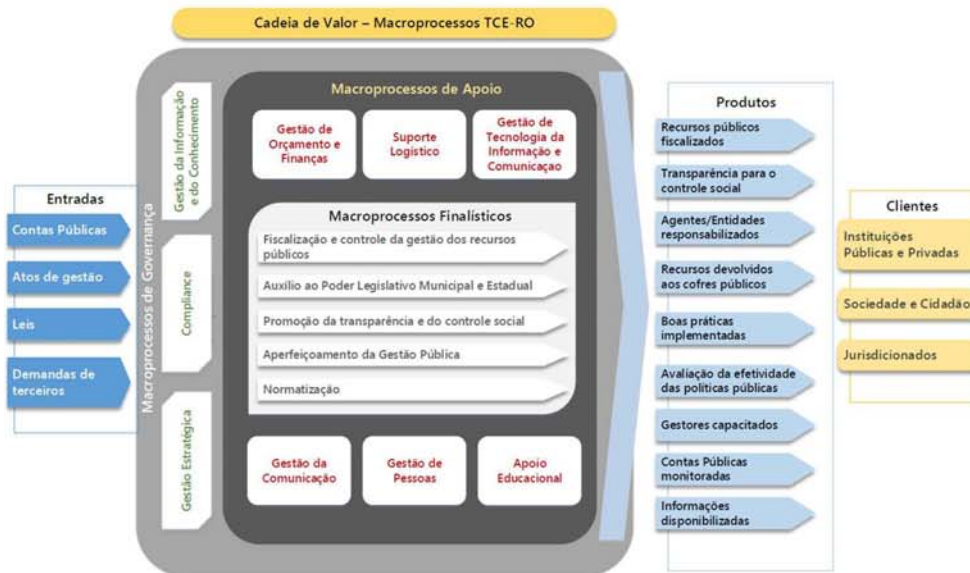 Cadeia de Valor – Macroprocessos TCE-RO
Entradas
Contas Públicas
Atos de gestão
Leis
Demandas de
terceiros
Macroprocessos de Governança
Gestão da Informação
e do Conhecimento
Compliance
Gestão Estratégica
Macroprocessos de Apoio
Gestão de
Orçamento e
Finanças
Suporte
Logístico
Gestão de
Tecnologia da
Informação e
Comunicaçao
Macroprocessos Finalísticos
Fiscalização e controle da gestão dos recursos
públicos
Auxílio ao Poder Legislativo Municipal e Estadual
Promoção da transparência e do controle social
Aperfeiçoamento da Gestão Pública
Normatização
Gestão da
Comunicação
Gestão de
Pessoas
Apoio
Educacional
Produtos
Recursos públicos
fiscalizados
Transparência para o
controle social
Agentes/Entidades
responsabilizados
Recursos devolvidos
aos cofres públicos
Boas práticas
implementadas
Avaliação da efetividade
das políticas públicas
Gestores capacitados
Contas Públicas
monitoradas
Informações
disponibilizadas
Clientes
Instituições
Públicas e Privadas
Sociedade e Cidadão
Jurisdicionados